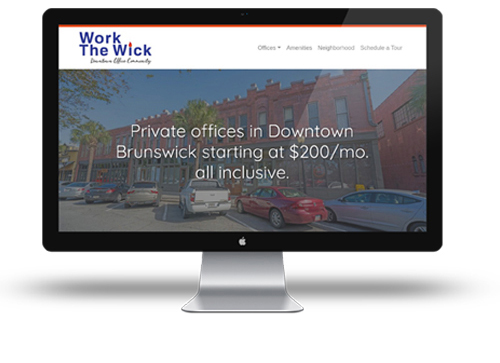 Work
The Wick
Downtown Office Community
Offices Amenities Neighborhood Schedule a Tour
Private offices in Downtown
Brunswick starting at $200/mo.
all inclusive.